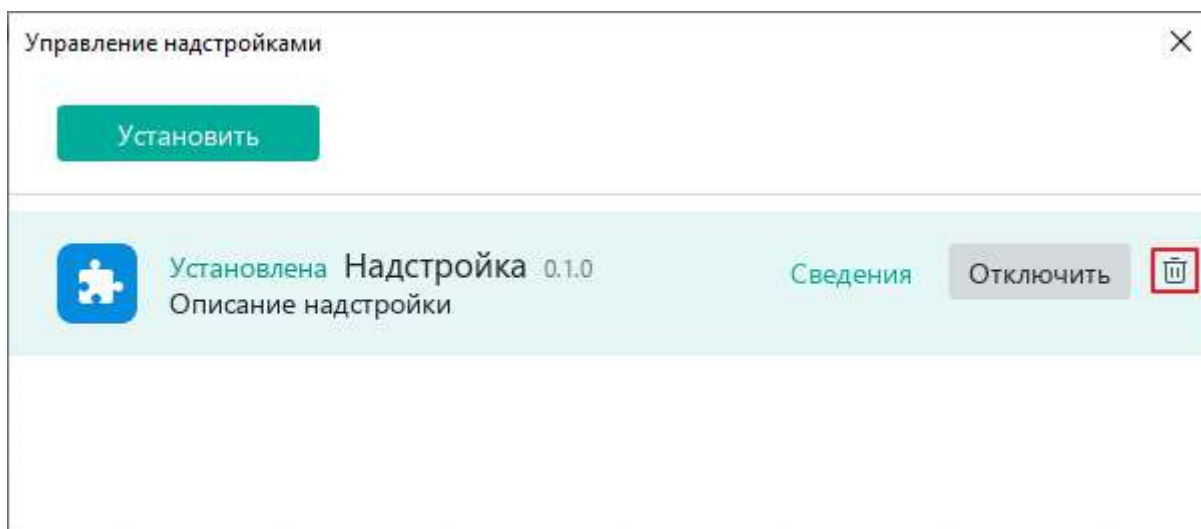 Управление надстройками
Установить
Установлена Надстройка 0.1.0 Сведения Отключить
Описание надстройки